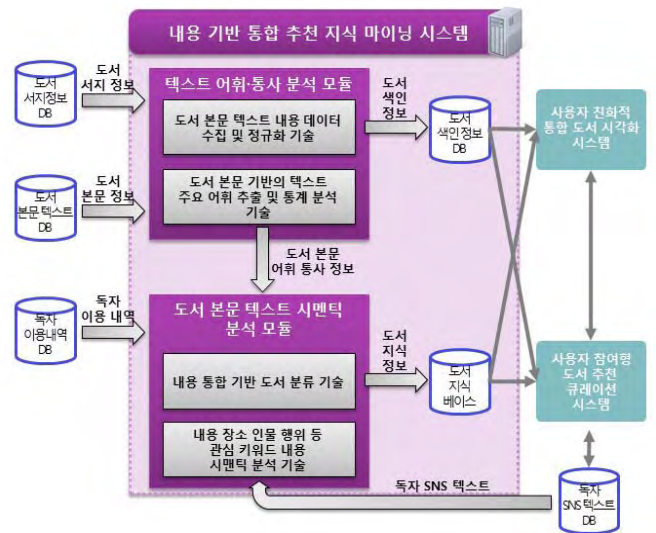 내용 기반 통합 추천 지식 마이닝 시스템
도서
서지정보
DB
도서
서지 정보
텍스트 어휘·통사 분석 모듈
도서 본문 텍스트 내용 데이터
수집 및 정규화 기술
도서 본문 기반의 텍스트
주요 어휘 추출 및 통계 분석
기술
도서
색인
정보
도서
색인정보
DB
사용자 친화적
통합 도서 시각화
시스템
도서
본문텍스트
DB
도서
본문 정보
도서 본문
어휘 통사 정보
독자
이용내역
DB
독자
이용 내역
도서 본문 텍스트 시멘틱
분석 모듈
내용 통합 기반 도서 분류 기술
내용 장소 인물 행위 등
관심 키워드 내용
시맨틱 분석 기술
도서
지식
정보
도서
지식
베이스
사용자 참여형
도서 추천
큐레이션
시스템
독자 SNS 텍스트
독자
SNS텍스트
DB